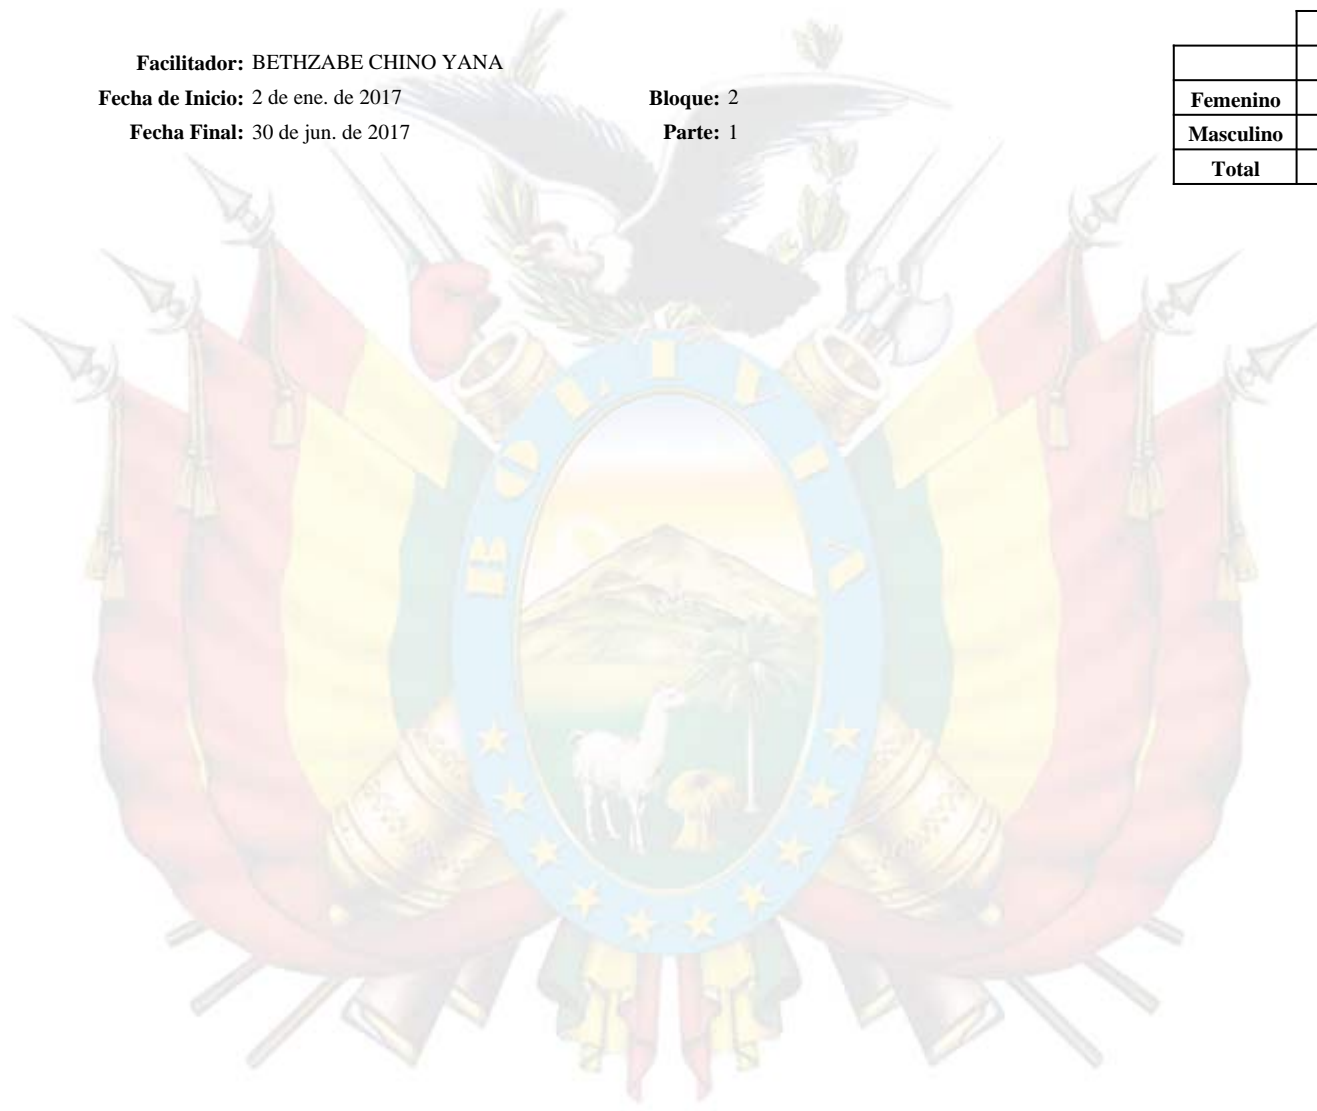 Facilitador: BETHZABE CHINO YANA
Fecha de Inicio: 2 de ene. de 2017 Bloque: 2
Fecha Final: 30 de jun. de 2017 Parte: 1
Femenino
Masculino
Total
BOLIVIA